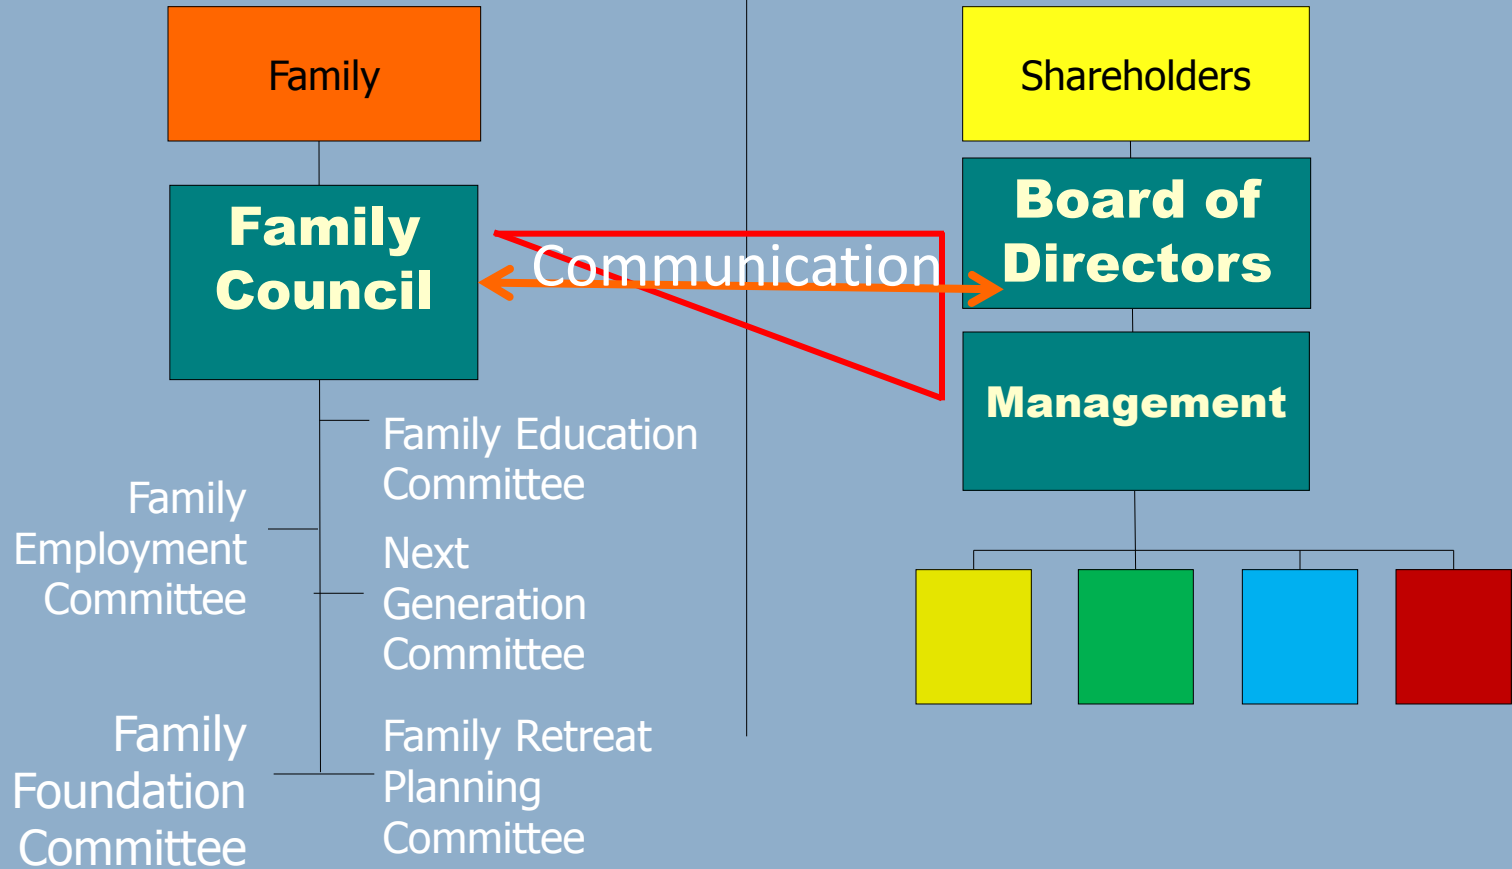 Family
Shareholders
Family
Council
Communication
Board of
Directors
Management
Family Education
Committee
Family
Employment
Committee
Next
Generation
Committee
Family
Foundation
Committee
Family Retreat
Planning
Committee